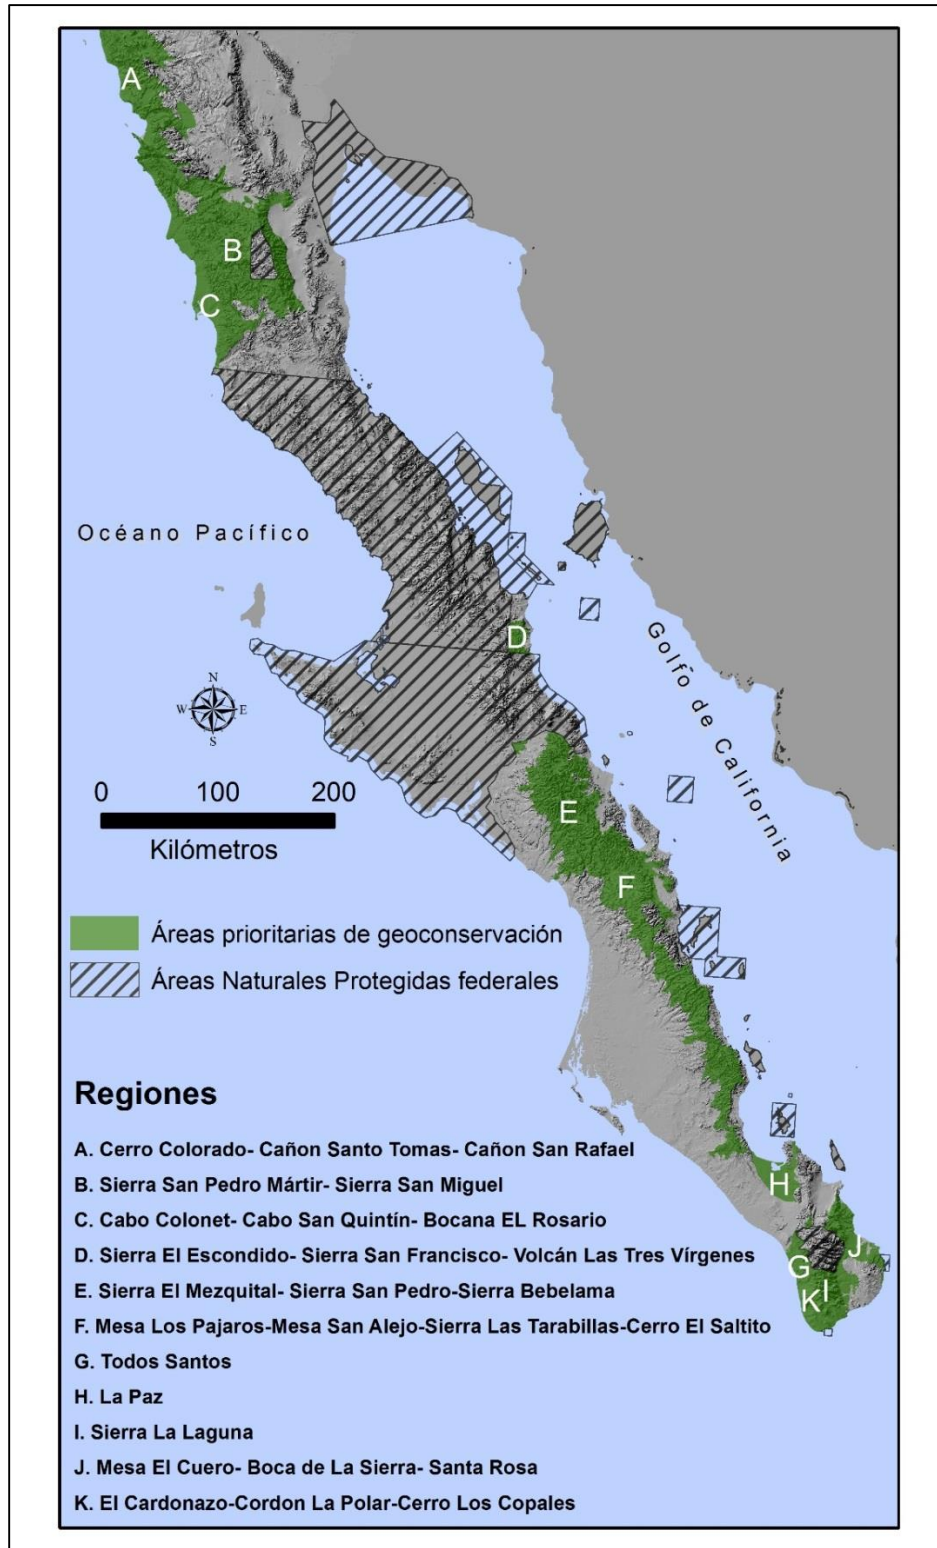 A
B
C
Océano Pacífico
D
Golfo de California
N
W E
S
0 100 200
Kilómetros
E
F
Áreas prioritarias de geoconservación
Áreas Naturales Protegidas federales
H
J
G
I
K
Regiones
A. Cerro Colorado- Cañon Santo Tomas- Cañon San Rafael
B. Sierra San Pedro Mártir- Sierra San Miguel
C. Cabo Colonet- Cabo San Quintín- Bocana EL Rosario
D. Sierra El Escondido- Sierra San Francisco- Volcán Las Tres Vírgenes
E. Sierra El Mezquital- Sierra San Pedro-Sierra Bebelama
F. Mesa Los Pajaros-Mesa San Alejo-Sierra Las Tarabillas-Cerro El Saltito
G. Todos Santos
H. La Paz
I. Sierra La Laguna
J. Mesa El Cuero- Boca de La Sierra- Santa Rosa
K. El Cardonazo-Cordon La Polar-Cerro Los Copales